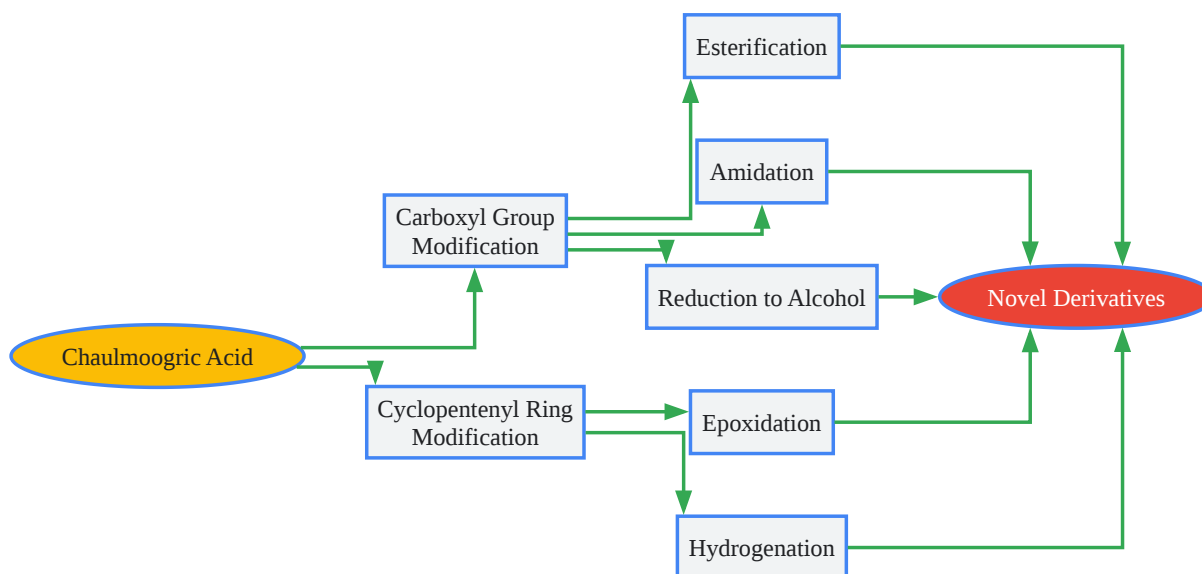 Esterification
Amidation
Carboxyl Group
Modification
Reduction to Alcohol
Novel Derivatives
Chaulmoogric Acid
Cyclopentenyl Ring
Modification
Epoxidation
Hydrogenation